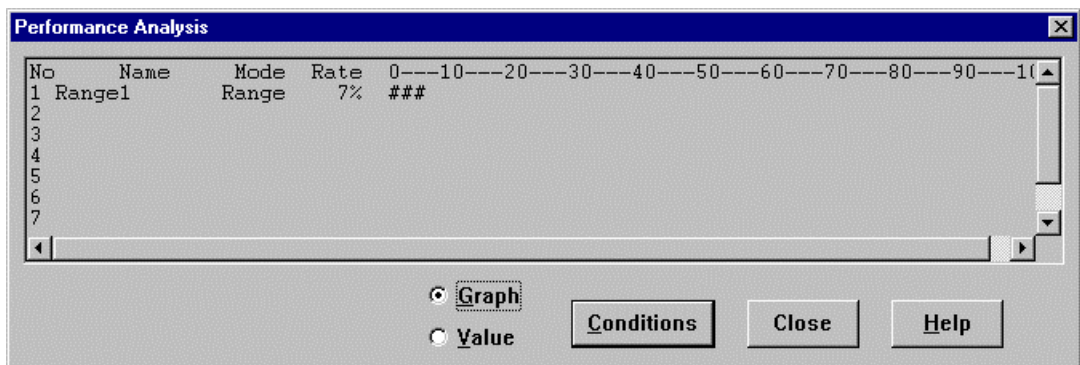 Performance Analysis
No Name Mode Rate 0---10---20---30---40---50---60---70---80---90---1(
1 Range1 Range 7% ###
2
3
4
5
6
7
Graph
Value
Conditions
Close
Help